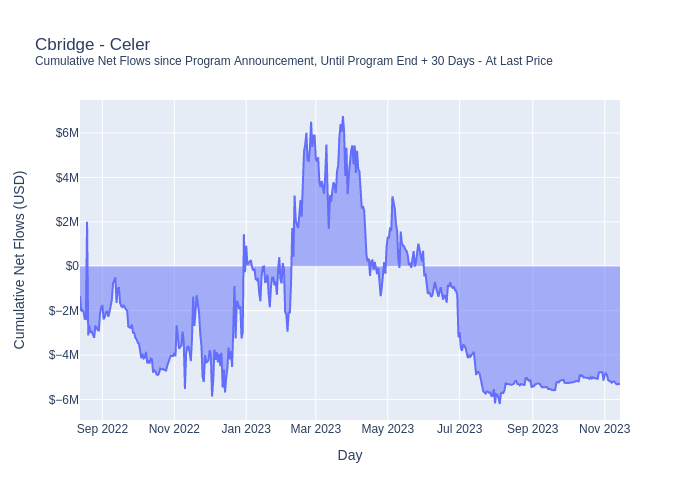 Cbridge - Celer
Cumulative Net Flows since Program Announcement, Until Program End + 30 Days - At Last Price
Cumulative Net Flows (USD)
$6M
$4M
$2M
$0
$−2M
$−4M
$−6M
Sep 2022 Nov 2022 Jan 2023 Mar 2023 May 2023 Jul 2023 Sep 2023 Nov 2023
Day